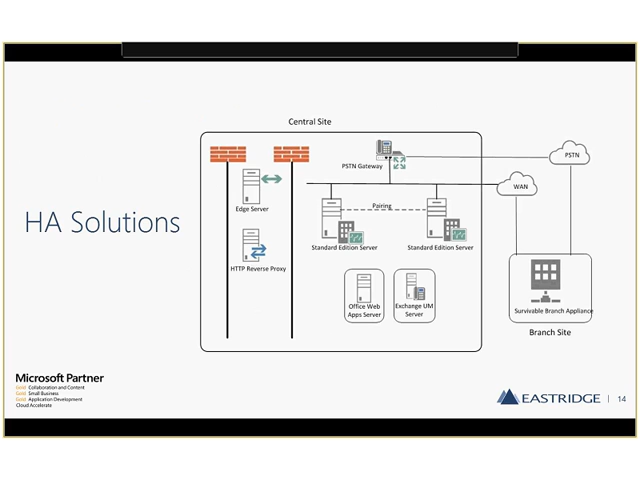 Central Site
PSTN Gateway
PSTN
WAN
Edge Server
Pairing
HA Solutions
Standard Edition Server
Standard Edition Server
HTTP Reverse Proxy
Office Web
Apps Server
Exchange UM
Server
Survivable Branch Appliance
Branch Site
Microsoft Partner
Gold Collaboration and Content
Gold Small Business
Gold Application Development
Cloud Accelerate
EASTRIDGE | 14